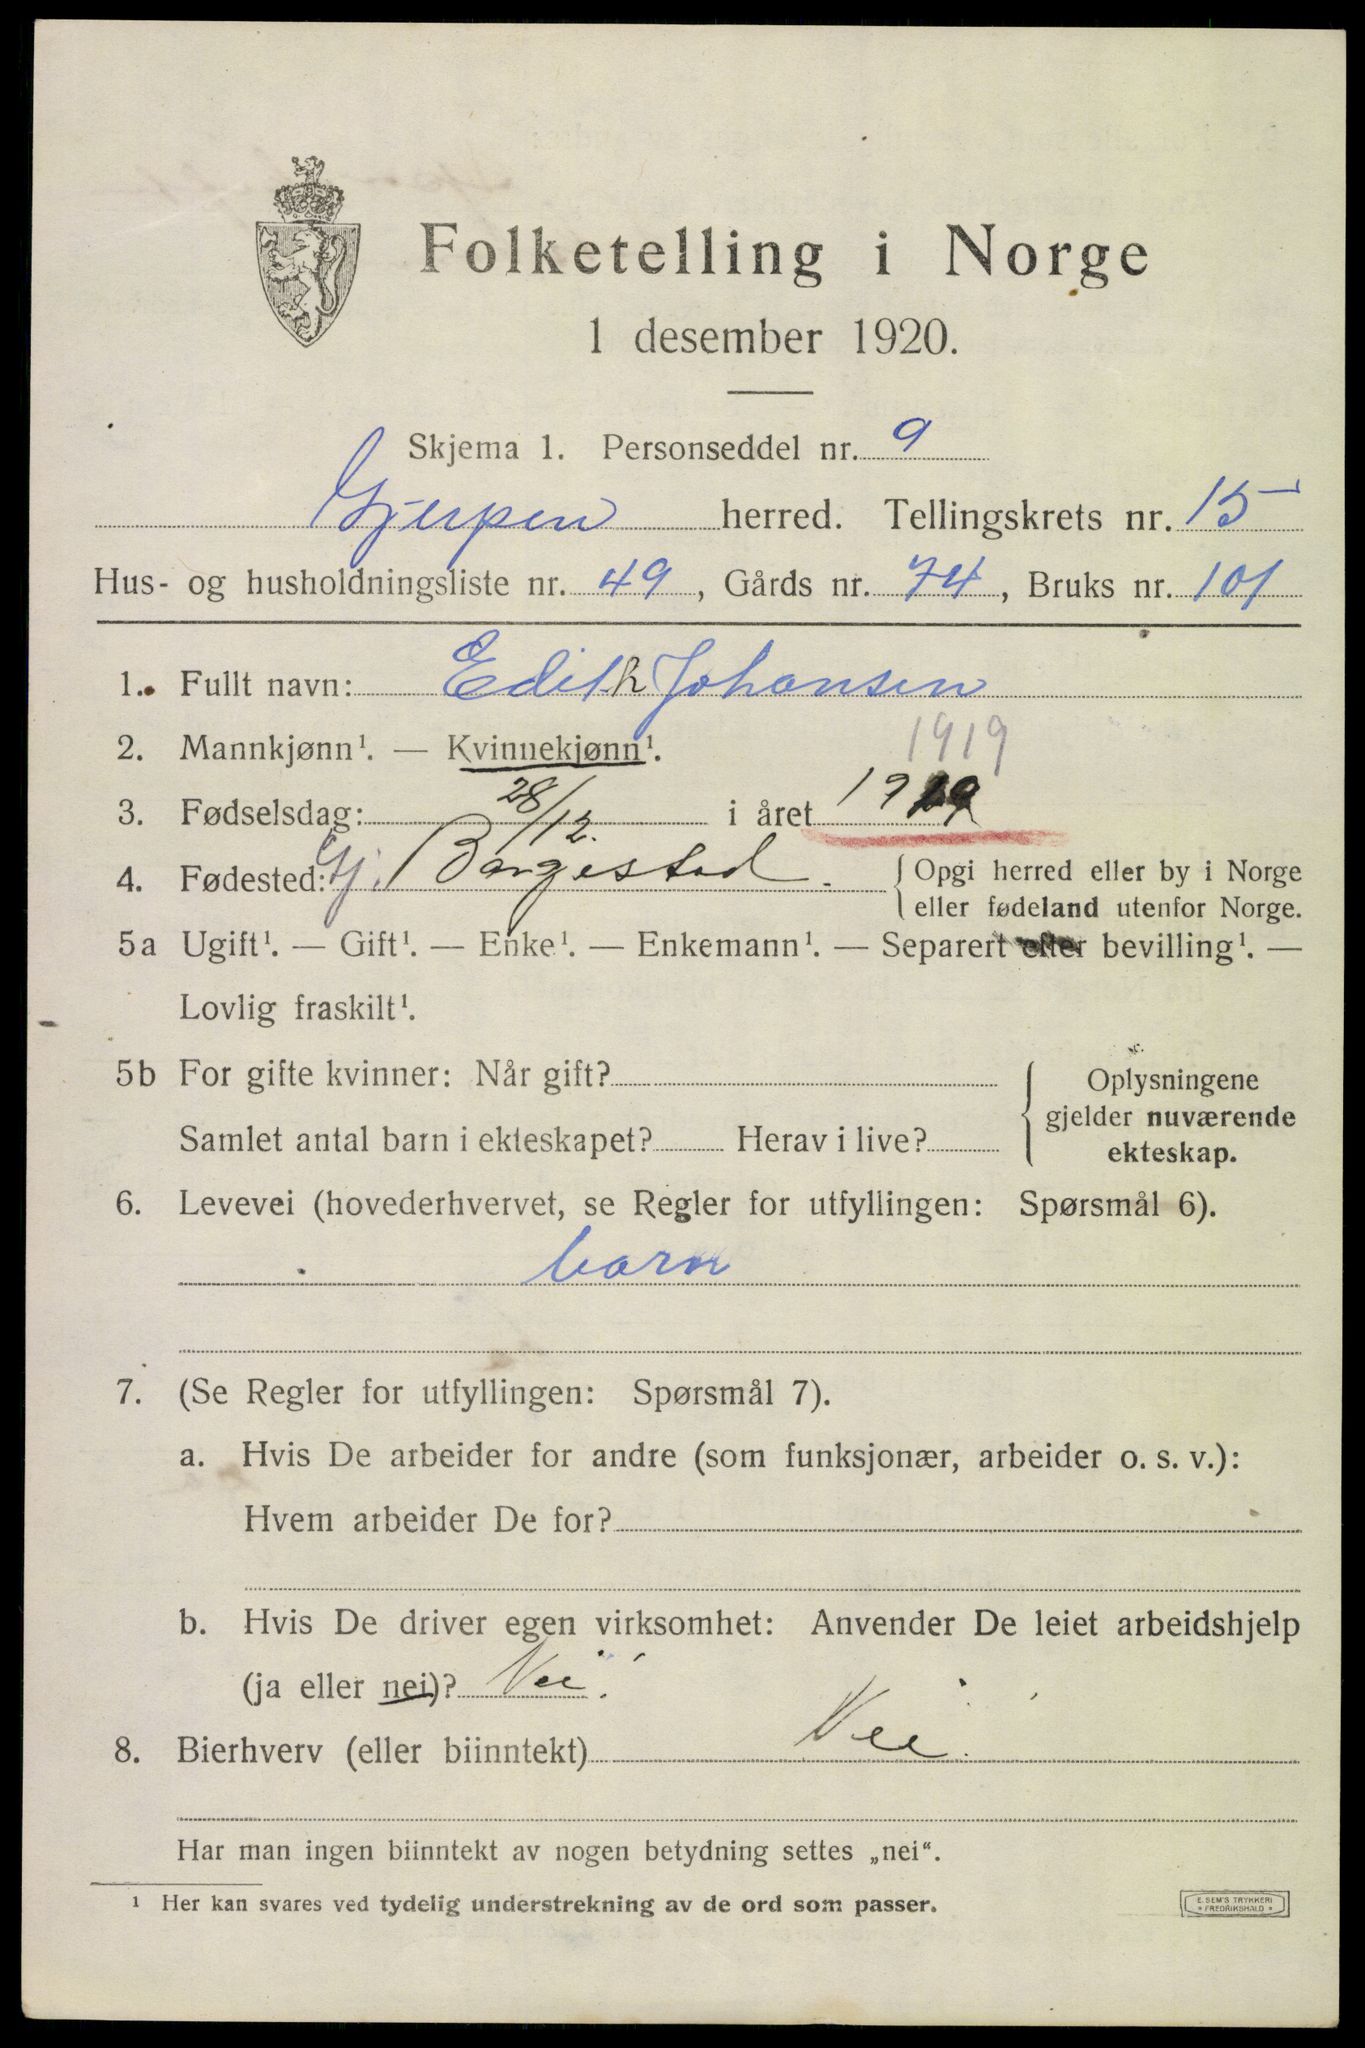 Folketelling i Norge
1 desember 1920.
Skjema 1. Personseddel nr. 9
Gjerpen herred. Tellingskrets nr. 15
Hus- og husholdningsliste nr. 49, Gårds nr. 74, Bruks nr. 101
1. Fullt navn: Edith Johansen
2. Mannkjønn¹. — Kvinnekjønn¹. 1919
3. Fødselsdag: 28/12. i året 1919
4. Fødested: Gj. Borgestad. Opgi herred eller by i Norge
eller fødeland utenfor Norge.
5a Ugift¹. — Gift¹. — Enke¹. — Enkemann¹. — Separert efter bevilling¹. —
Lovlig fraskilt¹.
5b For gifte kvinner: Når gift?
Samlet antal barn i ekteskapet? Herav i live?
Oplysningene
gjelder nuværende
ekteskap.
6. Levevei (hovederhvervet, se Regler for utfyllingen: Spørsmål 6).
barn
7. (Se Regler for utfyllingen: Spørsmål 7).
a. Hvis De arbeider for andre (som funksjonær, arbeider o. s. v.):
Hvem arbeider De for?
b. Hvis De driver egen virksomhet: Anvender De leiet arbeidshjelp
(ja eller nei)? Nei.
8. Bierhverv (eller biinntekt) Nei.
Har man ingen biinntekt av nogen betydning settes „nei“.
¹ Her kan svares ved tydelig understrekning av de ord som passer.
E. SEM'S TRYKKERI
* FREDRIKSHALD *